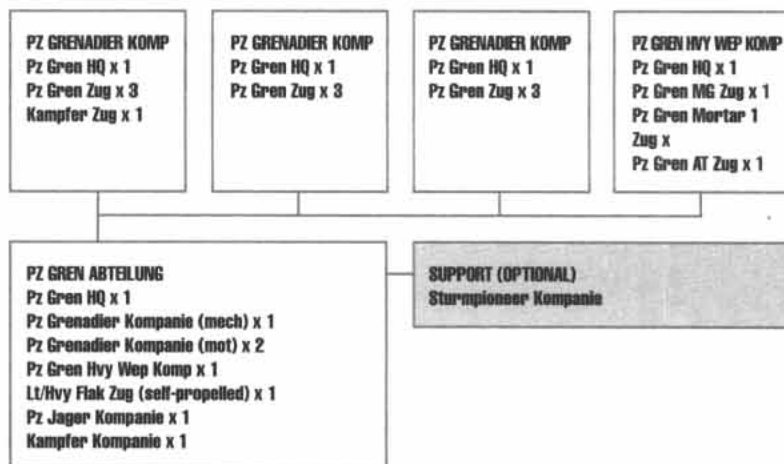 PZ GRENADIER KOMP
Pz Gren HQ x 1
Pz Gren Zug x 3
Kampfer Zug x 1
PZ GRENADIER KOMP
Pz Gren HQ x 1
Pz Gren Zug x 3
PZ GRENADIER KOMP
Pz Gren HQ x 1
Pz Gren Zug x 3
PZ GREN HVY WEP KOMP
Pz Gren HQ x 1
Pz Gren MG Zug x 1
Pz Gren Mortar 1
Zug x
Pz Gren AT Zug x 1
PZ GREN ABTEILUNG
Pz Gren HQ x 1
Pz Grenadier Kompanie (mech) x 1
Pz Grenadier Kompanie (mot) x 2
Pz Gren Hvy Wep Komp x 1
Lt/Hvy Flak Zug (self-propelled) x 1
Pz Jager Kompanie x 1
Kampfer Kompanie x 1
SUPPORT (OPTIONAL)
Sturmpioneer Kompanie